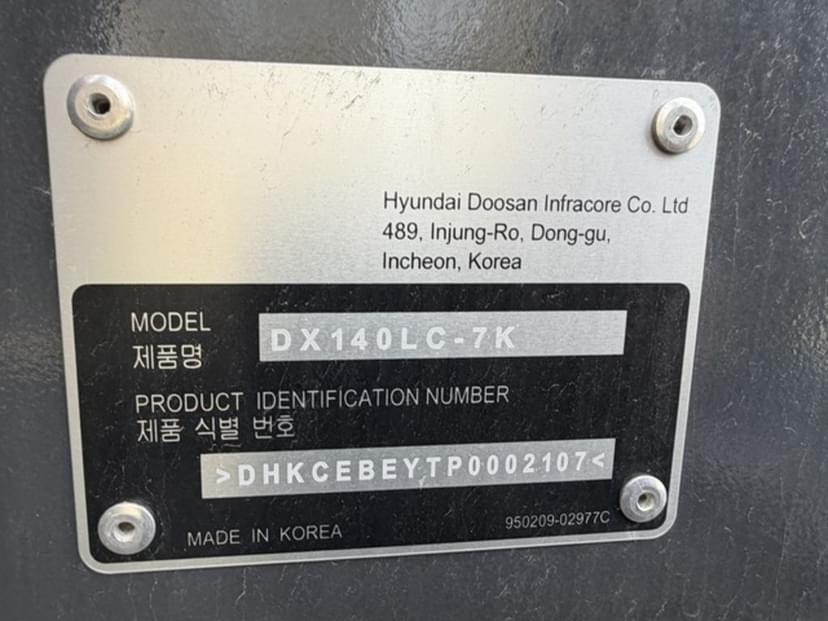 Hyundai Doosan Infracore Co. Ltd
489, Injung-Ro, Dong-gu,
Incheon, Korea
MODEL
제품명
DX140LC-7K
PRODUCT IDENTIFICATION NUMBER
제품 식별 번호
>DHKCEBEYTP0002107<
MADE IN KOREA
950209-02977C